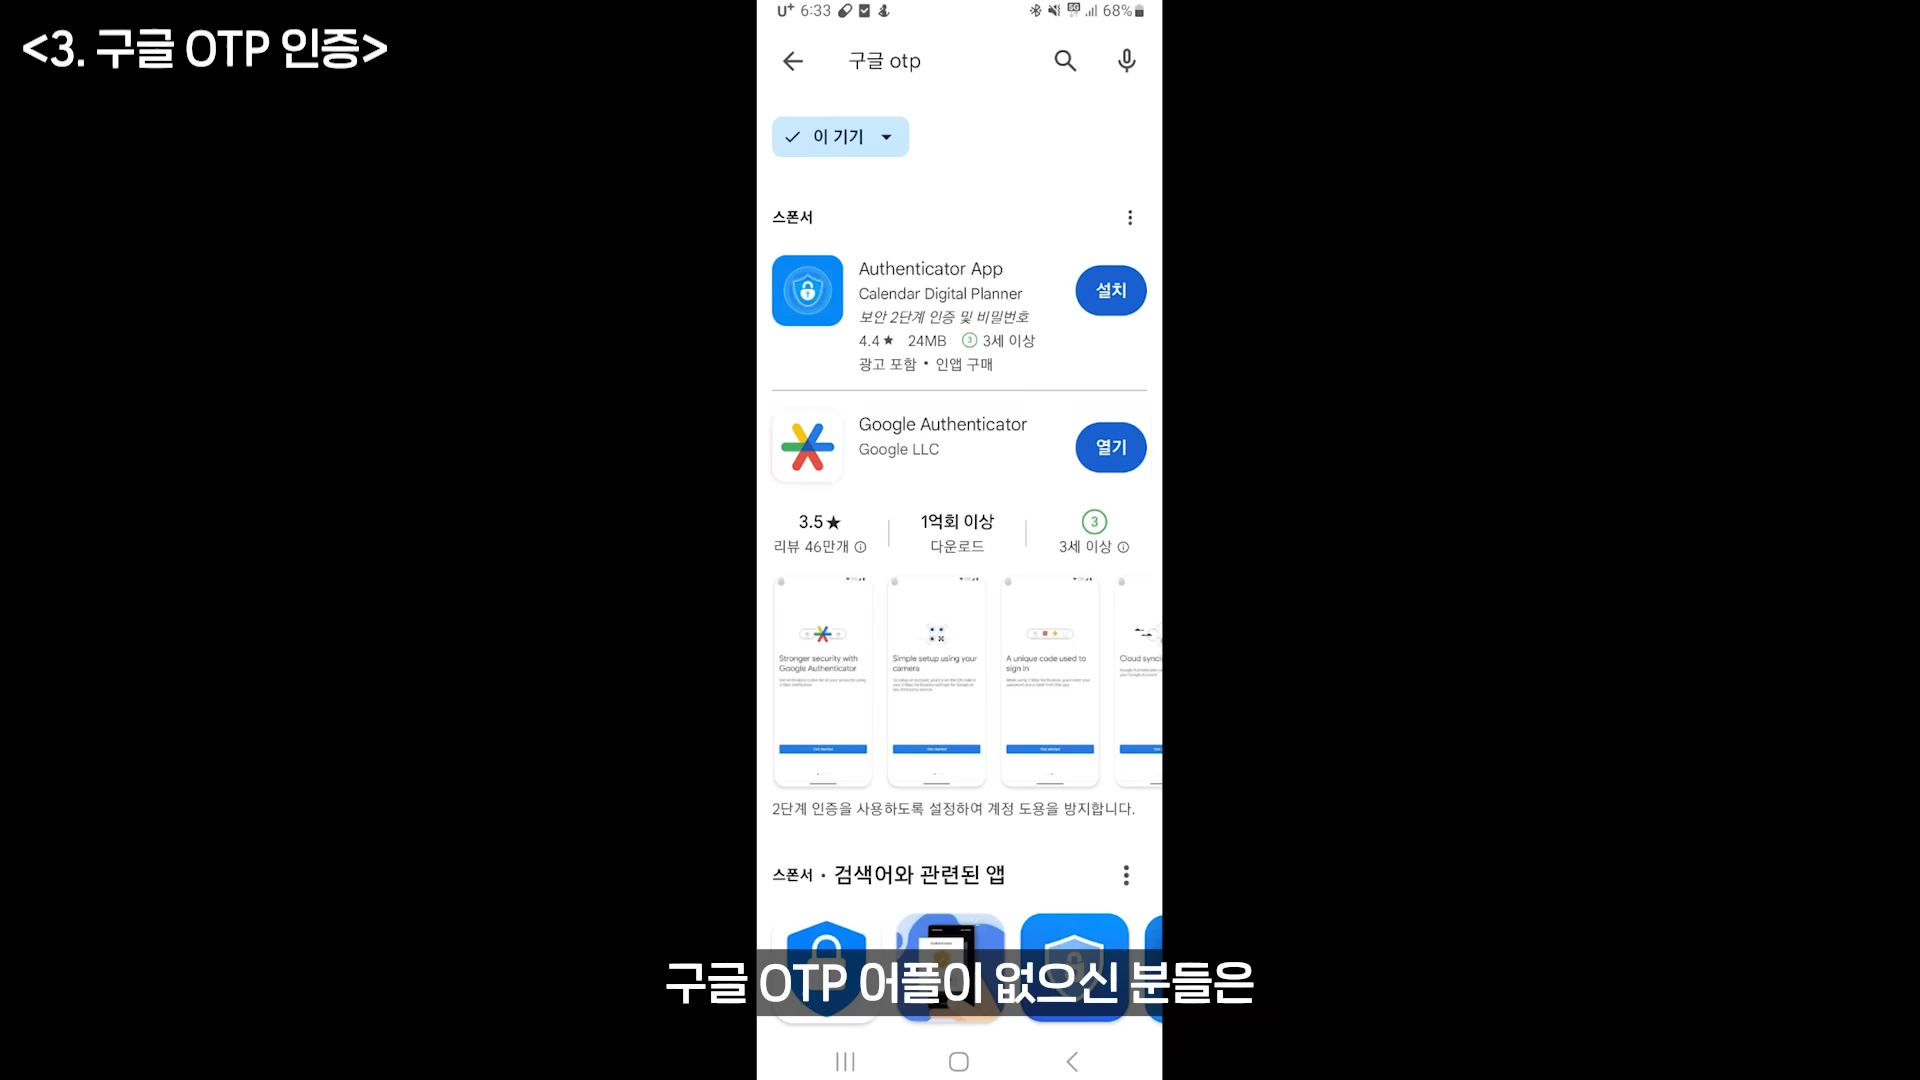 <3. 구글 OTP 인증>
U+ 6:33
68%
구글 otp
이 기기
스폰서
Authenticator App
Calendar Digital Planner
보안 2단계 인증 및 비밀번호
4.4★ 24MB ③ 3세 이상
광고 포함 • 인앱 구매
설치
Google Authenticator
Google LLC
열기
3.5★
리뷰 46만개
1억회 이상
다운로드
3
3세 이상
Stronger security with
Google Authenticator
Simple setup using your
camera
A unique code used to
sign in
Cloud synci
2단계 인증을 사용하도록 설정하여 계정 도용을 방지합니다.
스폰서 • 검색어와 관련된 앱
구글 OTP 어플이 없으신 분들은